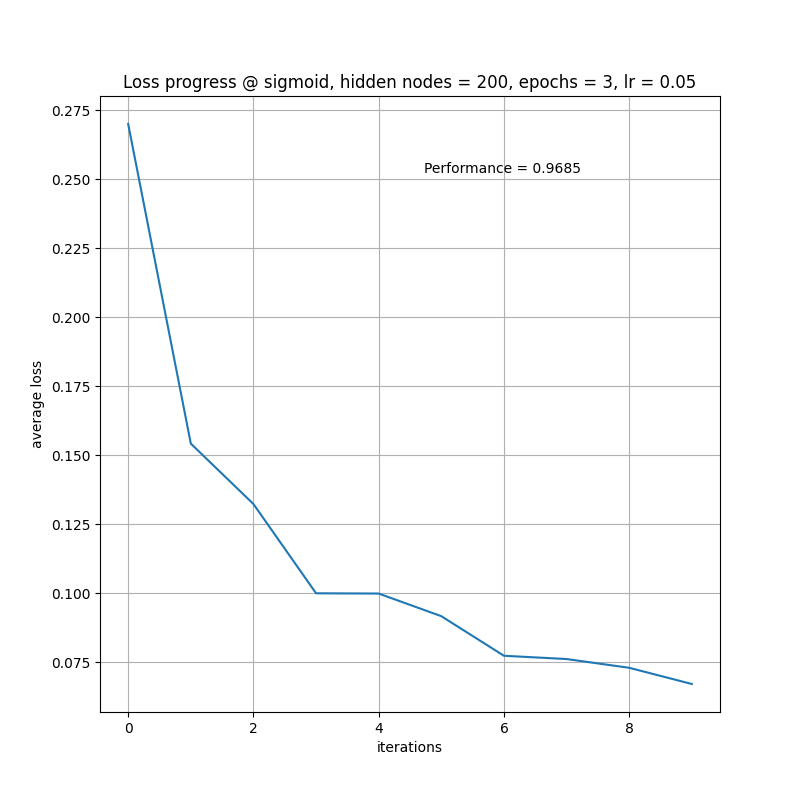 Loss progress @ sigmoid, hidden nodes = 200, epochs = 3, lr = 0.05
Performance = 0.9685
0.275
0.250
0.225
0.200
0.175
0.150
0.125
0.100
0.075
average loss
0 2 4 6 8
iterations